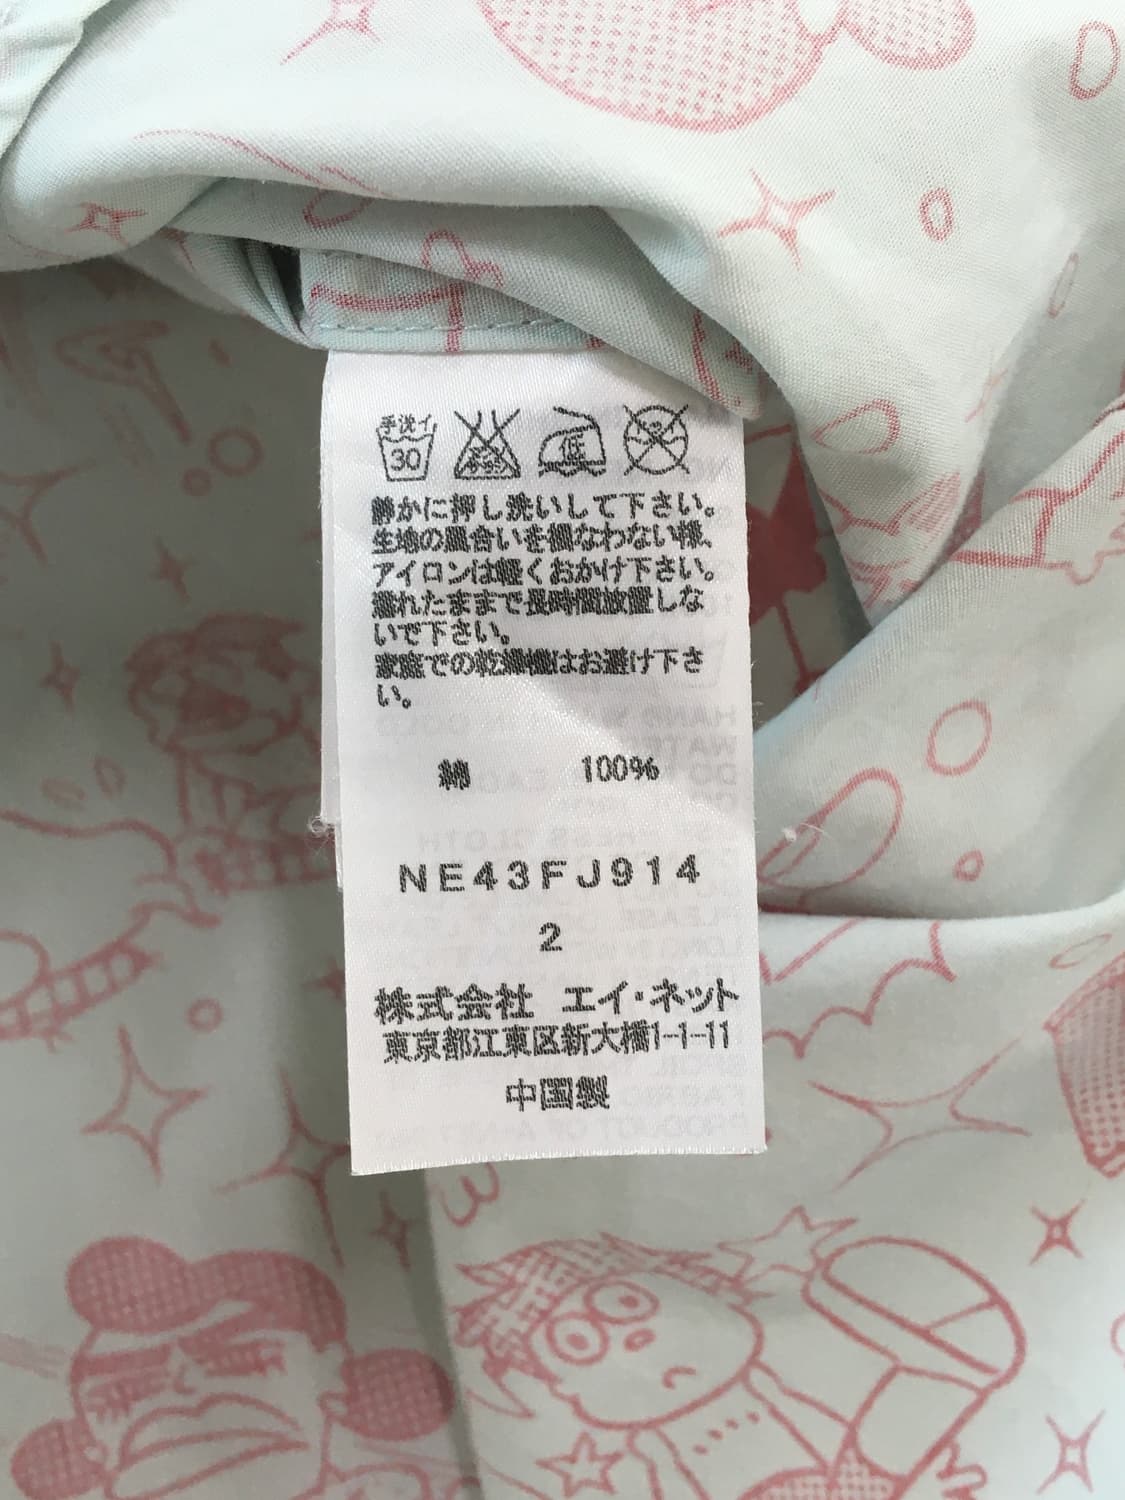 手洗イ
30
低
静かに押し洗いして下さい。
生地の風合いを損なわない様、
アイロンは軽くおかけ下さい。
濡れたままで長時間放置しな
いで下さい。
家庭での乾燥機はお避け下さ
い。
綿 100%
NE43FJ914
2
株式会社 エイ・ネット
東京都江東区新大橋1-1-11
中国製